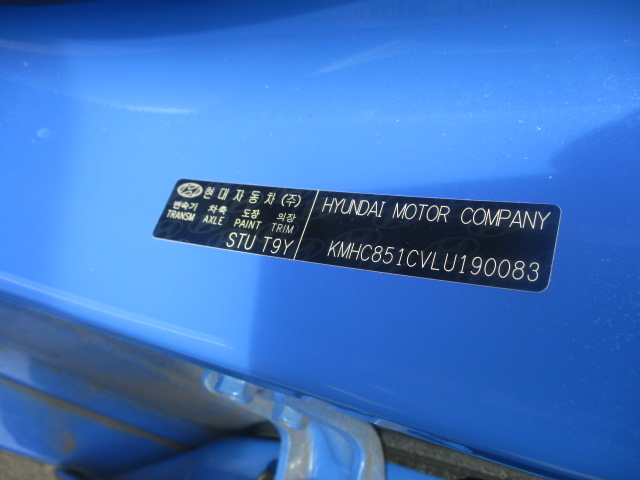 현대자동차(주)
변속기 차축 도장 의장
TRANSM AXLE PAINT TRIM
STU T9Y
HYUNDAI MOTOR COMPANY
KMHC851CVLU190083